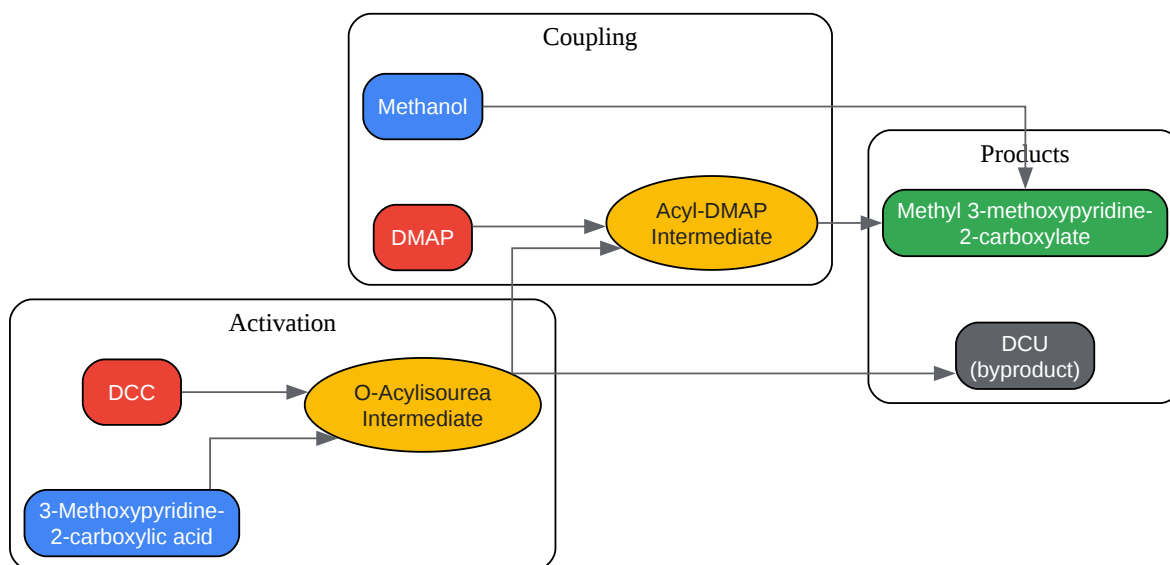 Coupling
Methanol
Products
Methyl 3-methoxypyridine-
2-carboxylate
DMAP
Acyl-DMAP
Intermediate
Activation
DCC
O-Acylisourea
Intermediate
DCU
(byproduct)
3-Methoxypyridine-
2-carboxylic acid